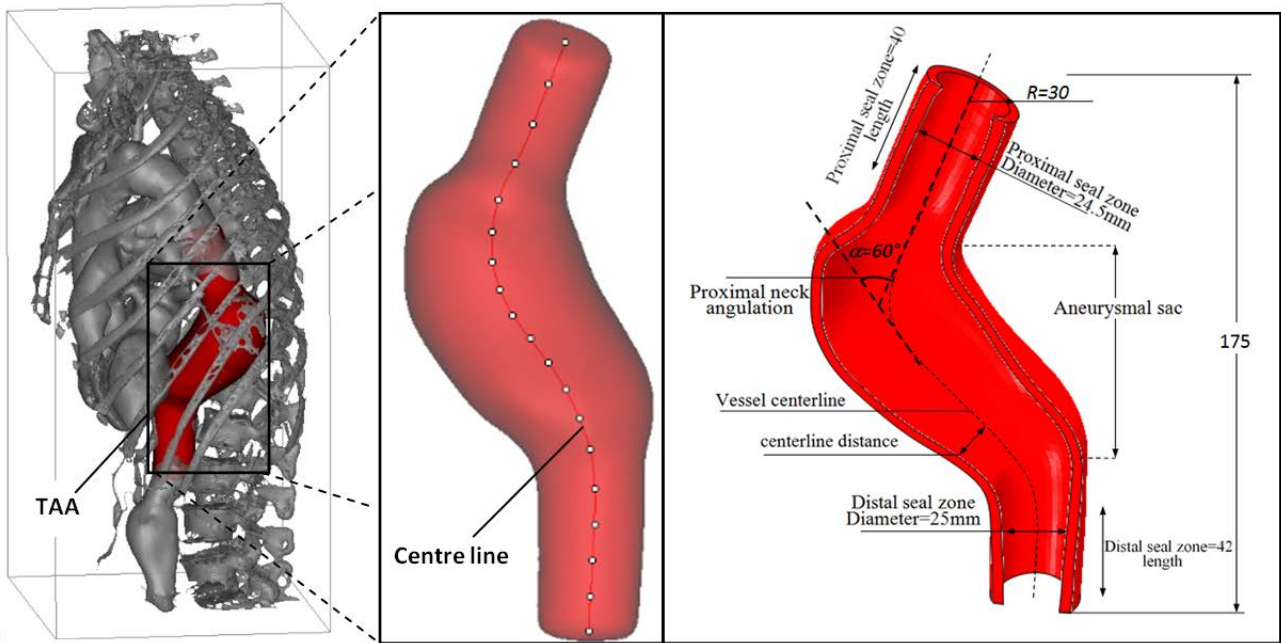 TAA
Centre line
Proximal seal zone=40
length
R=30
Proximal seal zone
Diameter=24.5mm
α=60°
Proximal neck
angulation
Aneurysmal sac
175
Vessel centerline
centerline distance
Distal seal zone
Diameter=25mm
Distal seal zone=42
length